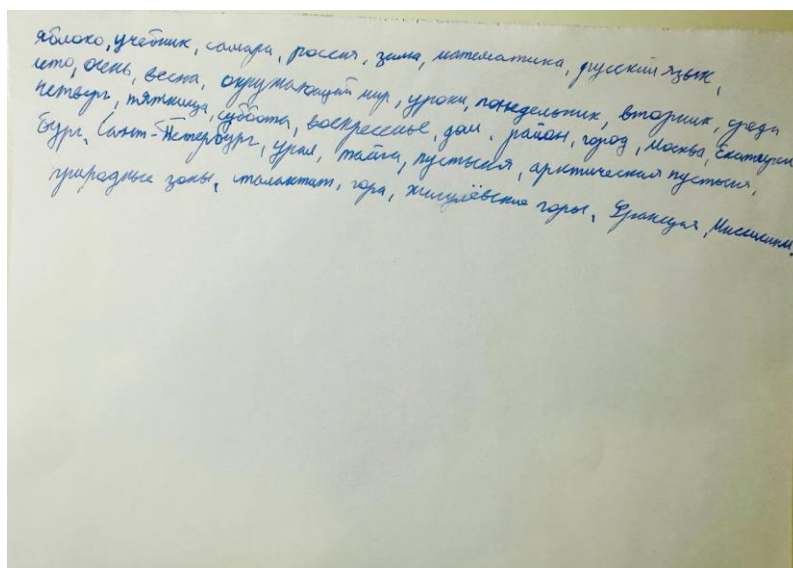 яблоко, учебник, самара, россия, зима, математика, русский язык,
лето, осень, весна, окружающий мир, уроки, понедельник, вторник, среда
четверг, пятница, суббота, воскресенье, дом, район, город, Москва, Екатерин
бург, Санкт-Петербург, урал, тайга, пустыня, арктическая пустыня,
природные зоны, сталактит, гора, жигулёвские горы, Франция,